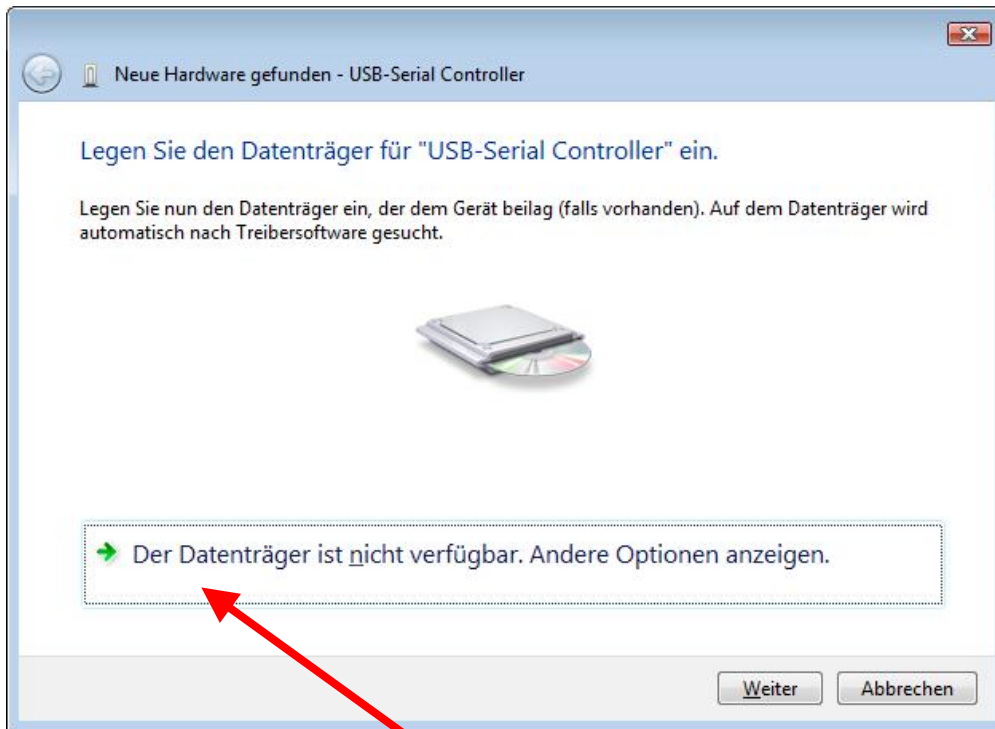 Neue Hardware gefunden - USB-Serial Controller
Legen Sie den Datenträger für "USB-Serial Controller" ein.
Legen Sie nun den Datenträger ein, der dem Gerät beilag (falls vorhanden). Auf dem Datenträger wird
automatisch nach Treibersoftware gesucht.
Der Datenträger ist nicht verfügbar. Andere Optionen anzeigen.
Weiter Abbrechen